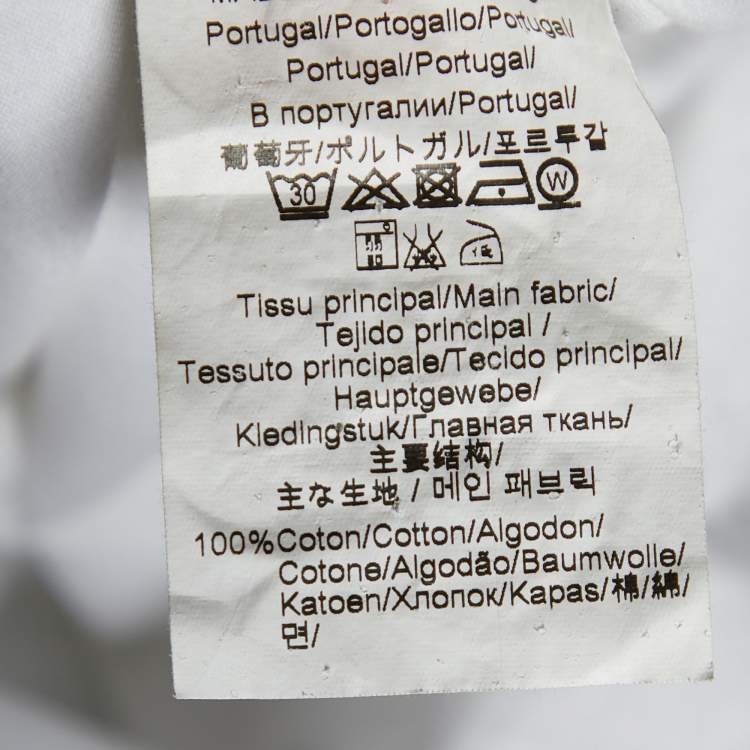 Portugal/Portogallo/Portugal/
Portugal/Portugal/
В португалии/Portugal/
葡萄牙/ポルトガル/포르투갈
30 W
Tissu principal/Main fabric/
Tejido principal /
Tessuto principale/Tecido principal/
Hauptgewebe/
Kledingstuk/Главная ткань/
主要结构/
主な生地 / 메인 패브릭
100%Coton/Cotton/Algodon/
Cotone/Algodão/Baumwolle/
Katoen/Хлопок/Kapas/棉/綿/
면/